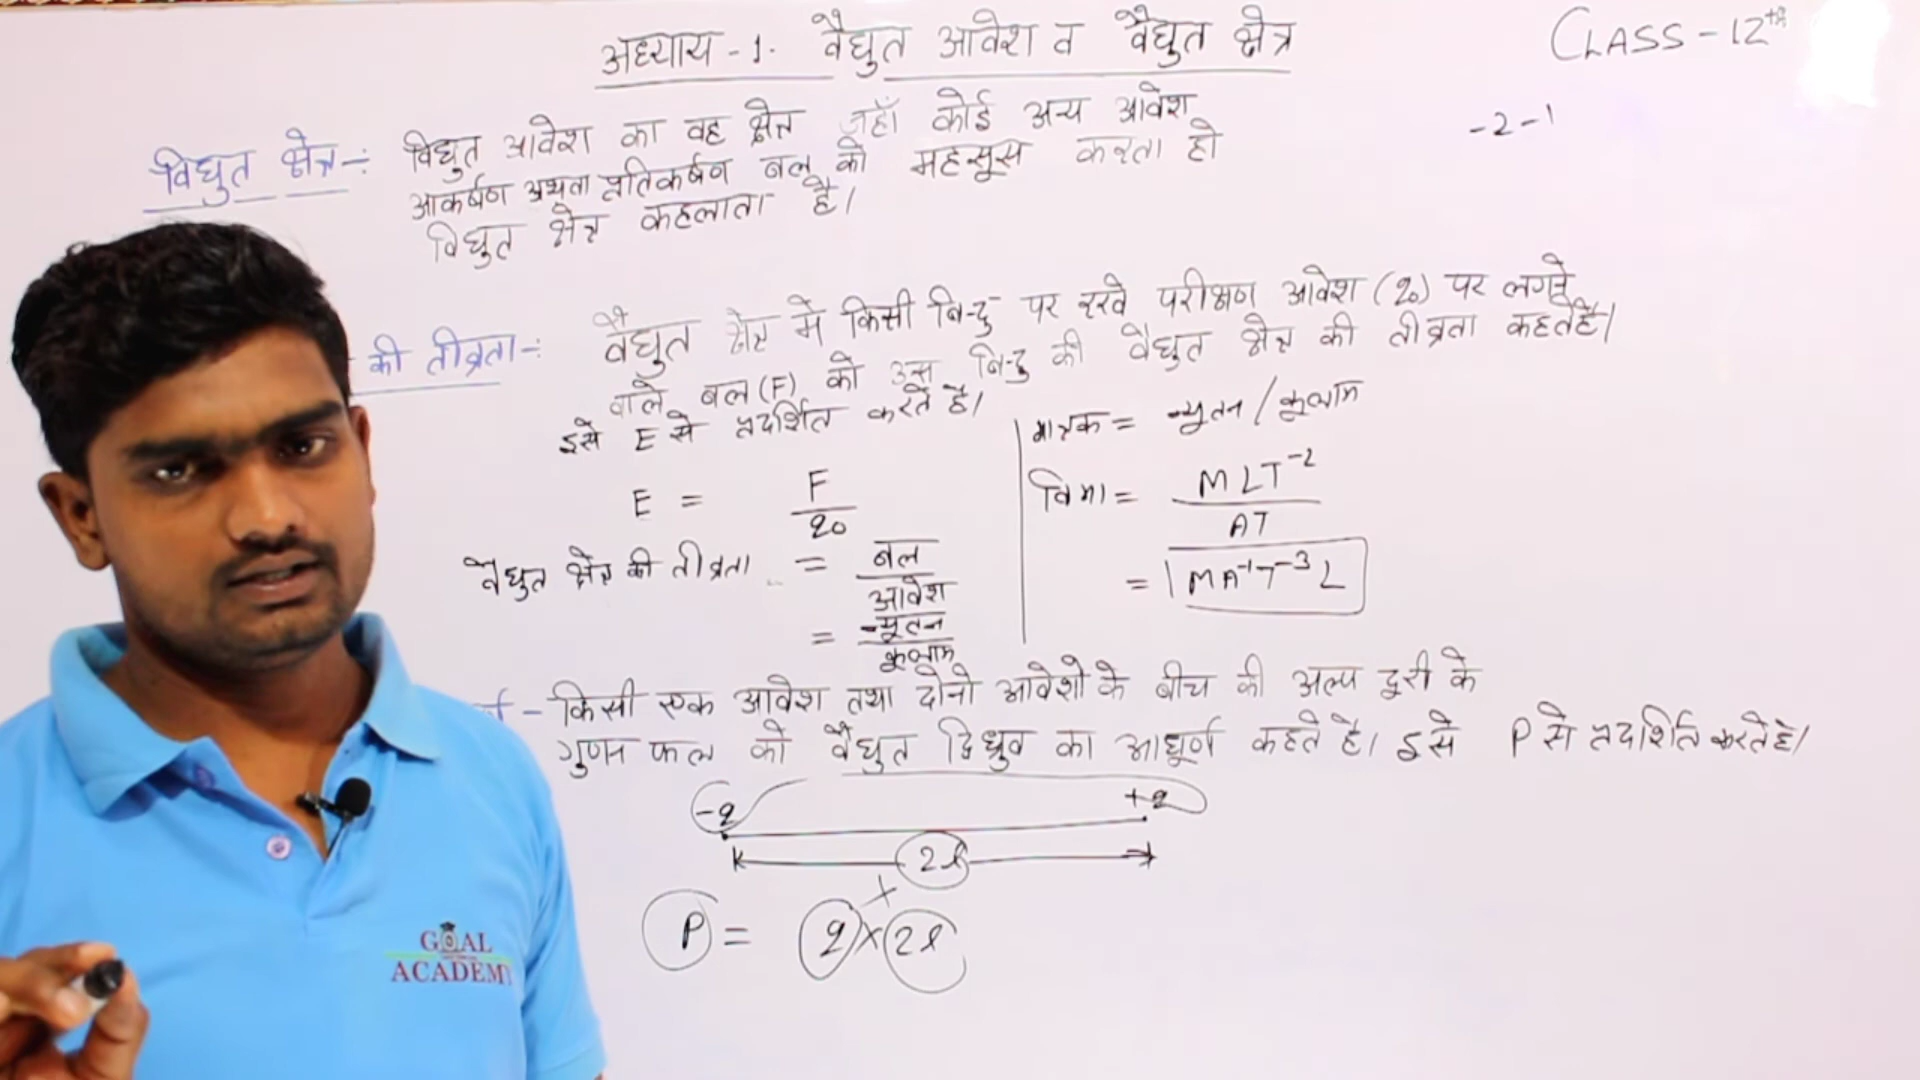 अध्याय - 1. वैद्युत आवेश व वैद्युत क्षेत्र
CLASS - 12th
-2-1
विद्युत क्षेत्र -: विद्युत आवेश का वह क्षेत्र जहाँ कोई अन्य आवेश
आकर्षण अथवा प्रतिकर्षण बल को महसूस करता हो
विद्युत क्षेत्र कहलाता है।
की तीव्रता -: वैद्युत क्षेत्र में किसी बिन्दु पर रखे परीक्षण आवेश (q0) पर लगने
वाले बल (F) को उस बिन्दु की वैद्युत क्षेत्र की तीव्रता कहते है।
इसे E से प्रदर्शित करते है।
E = F / q0
वैद्युत क्षेत्र की तीव्रता = बल / आवेश
= न्यूतन / कूलाम
मात्रक = न्यूतन / कूलाम
विमा = MLT⁻² / AT
= MA⁻¹T⁻³L
- किसी एक आवेश तथा दोनो आवेशो के बीच की अल्प दूरी के
गुणन फल को वैद्युत द्विध्रुव का आघूर्ण कहते है। इसे P से प्रदर्शित करते है।
-q +q
2l
×
P = q × 2l
GOAL
ACADEMY